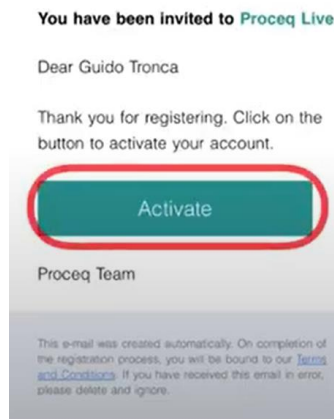 You have been invited to Proceq Live
Dear Guido Tronca
Thank you for registering. Click on the
button to activate your account.
Activate
Proceq Team
This e-mail was created automatically. On completion of
the registration process, you will be bound to our Terms
and Conditions. If you have received this email in error,
please delete and ignore.